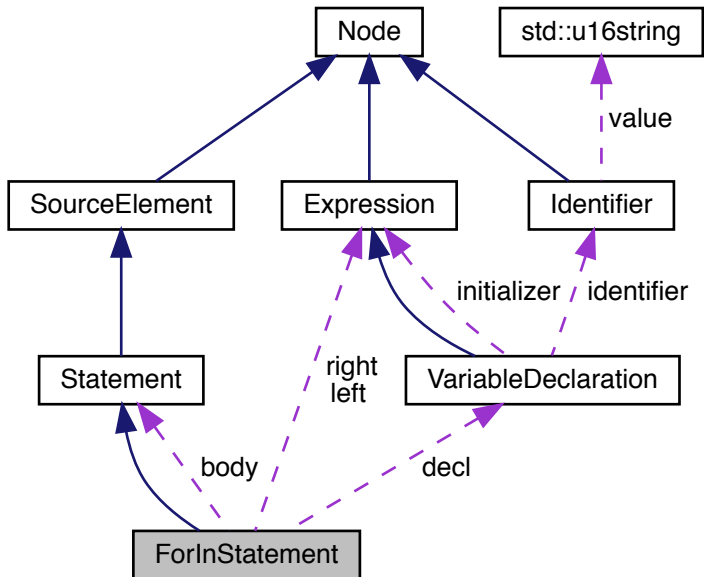 Node
std::u16string
value
SourceElement
Expression
Identifier
initializer
identifier
Statement
right
left
VariableDeclaration
body
decl
ForInStatement